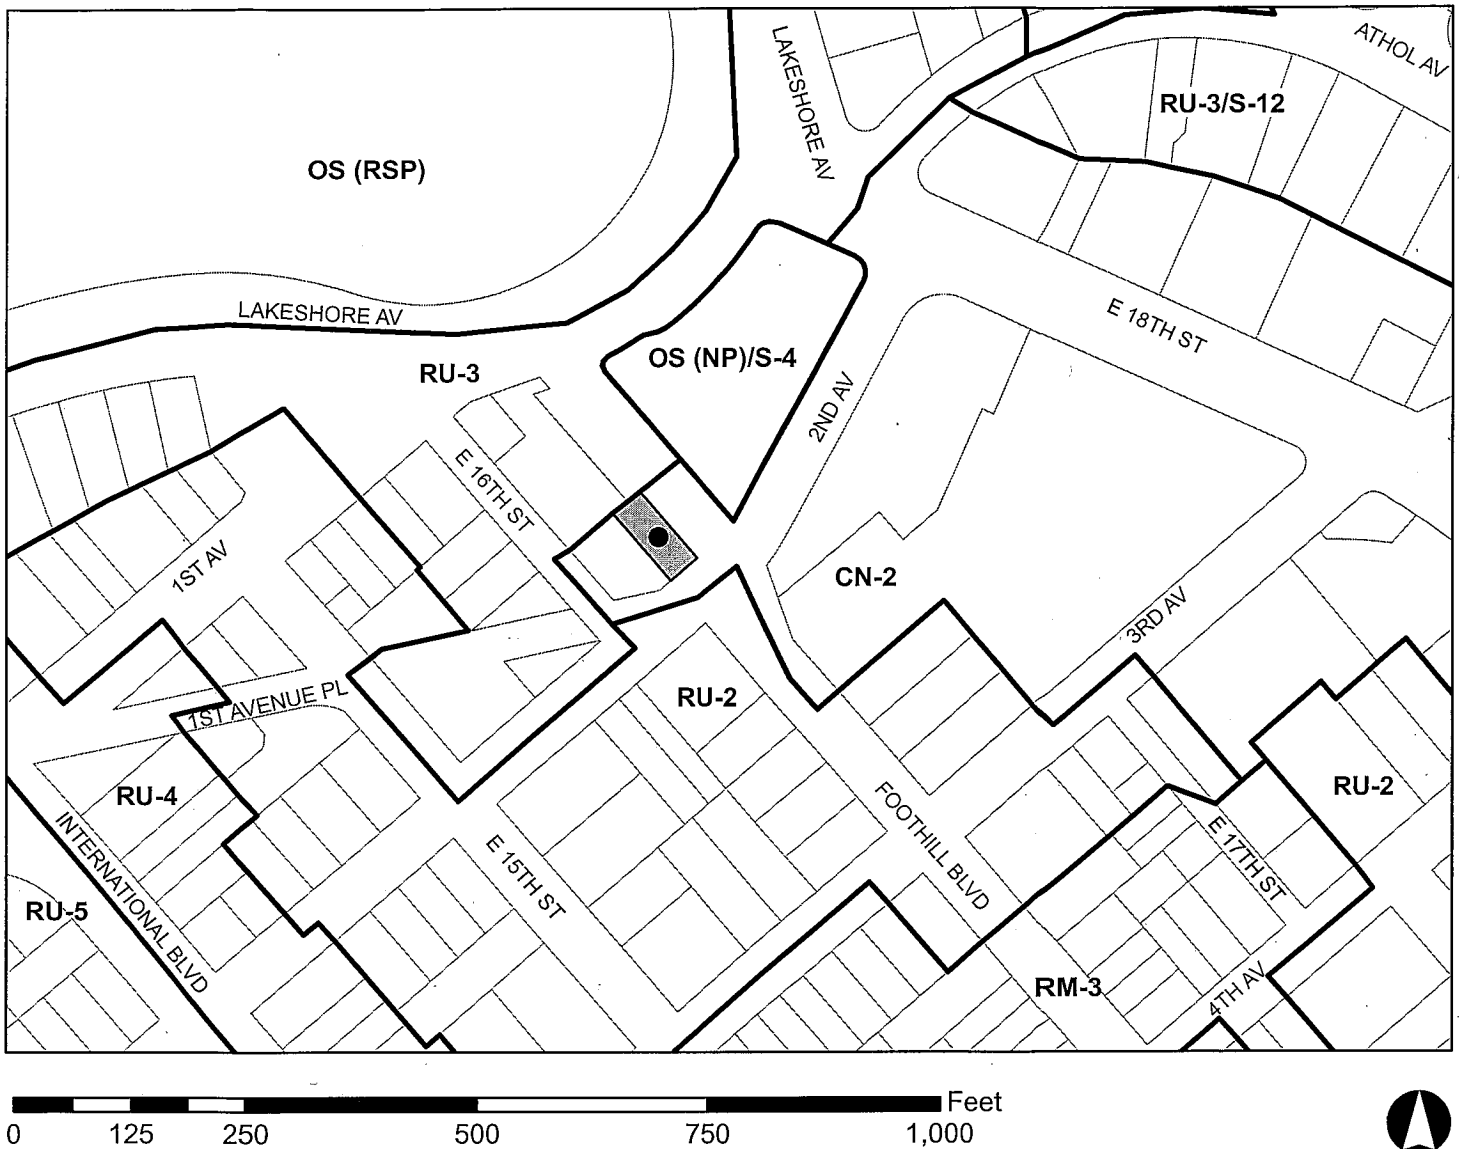 ATHOL AV
LAKESHORE AV
RU-3/S-12
OS (RSP)
LAKESHORE AV
E 18TH ST
RU-3
OS (NP)/S-4
2ND AV
E 16TH ST
1ST AV
CN-2
3RD AV
1ST AVENUE PL
RU-2
RU-4
RU-2
FOOTHILL BLVD
E 17TH ST
INTERNATIONAL BLVD
E 15TH ST
RU-5
RM-3
4TH AV
Feet
0 125 250 500 750 1,000